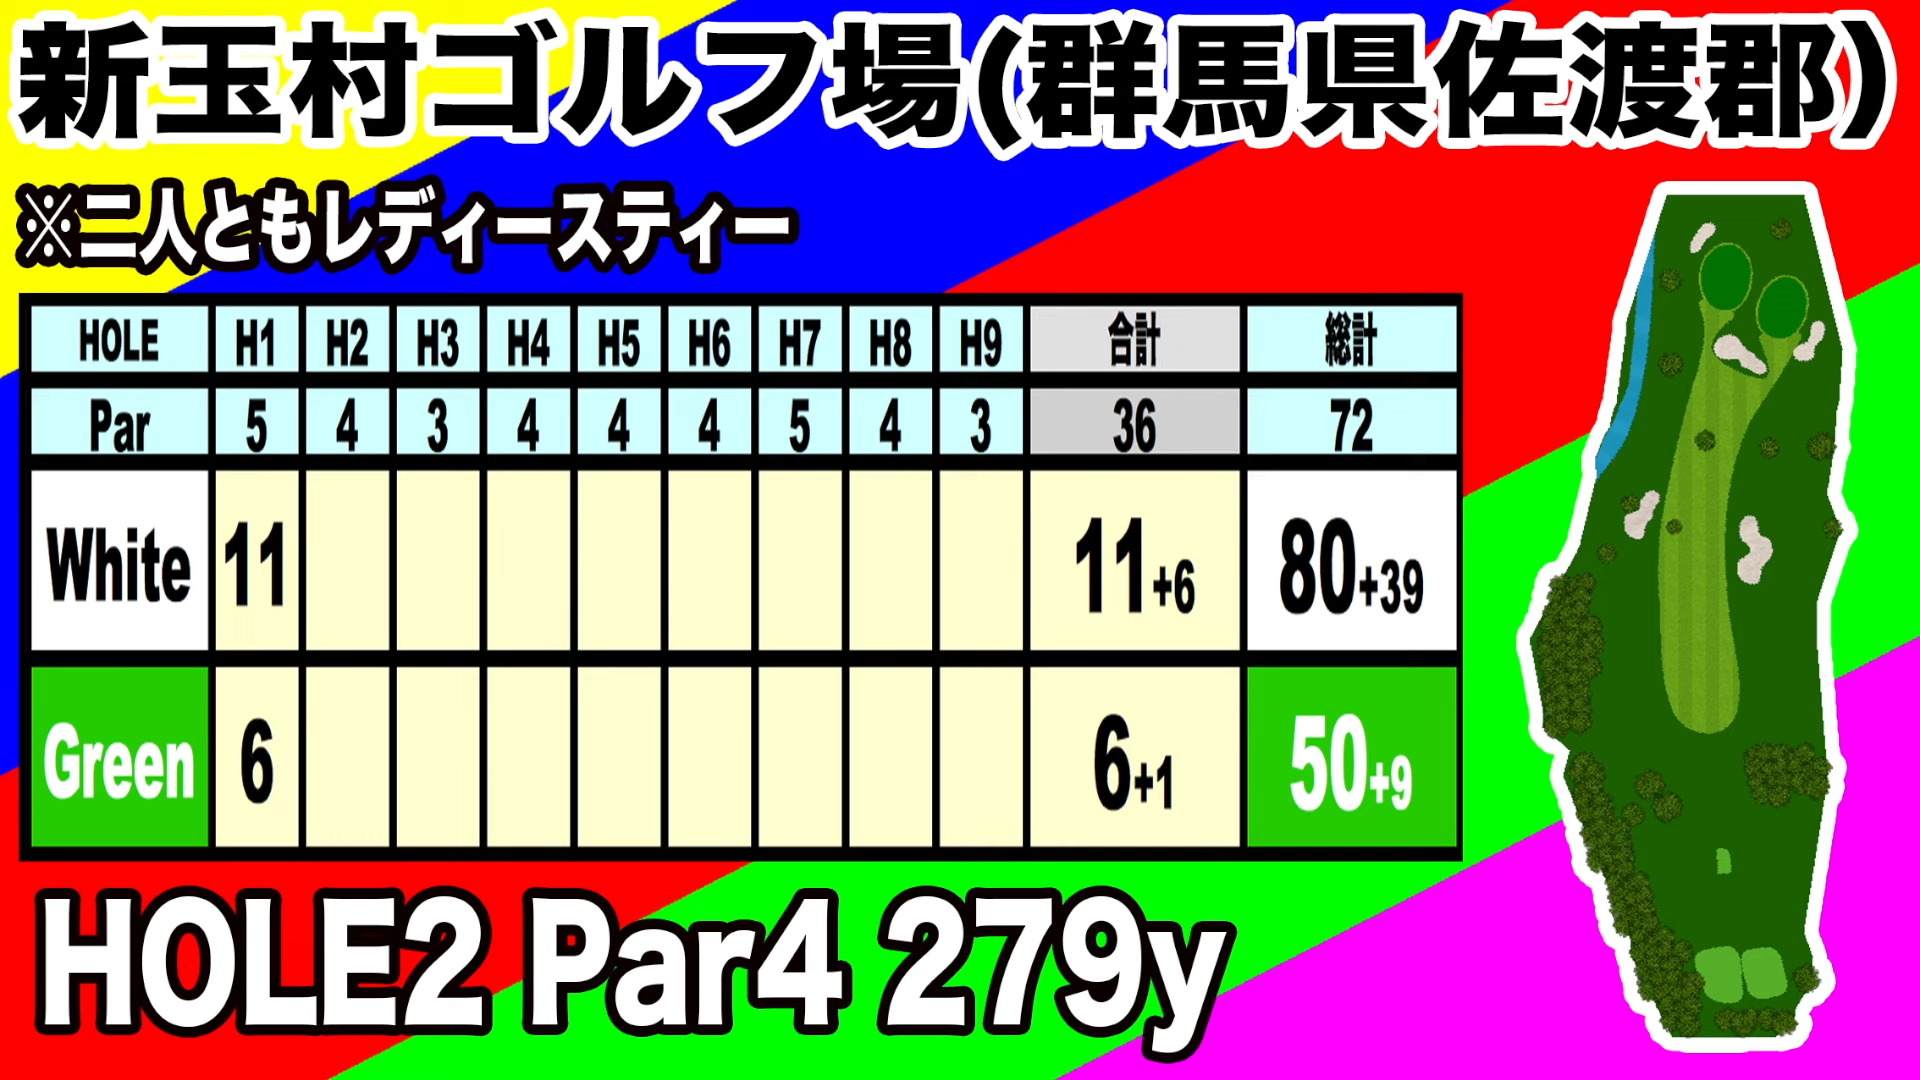 新玉村ゴルフ場(群馬県佐渡郡)
※二人ともレディースティー
HOLE H1 H2 H3 H4 H5 H6 H7 H8 H9 合計 総計
Par 5 4 3 4 4 4 5 4 3 36 72
White 11 11+6 80+39
Green 6 6+1 50+9
HOLE2 Par4 279y